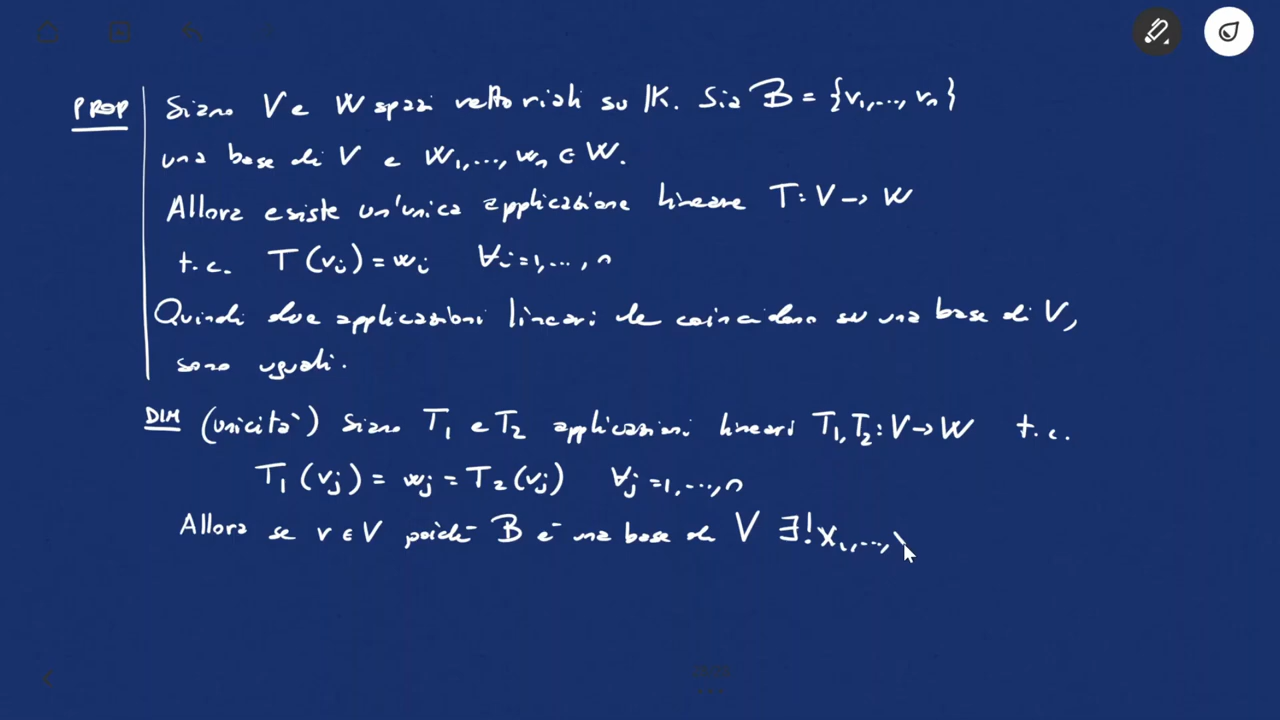 PROP Siano V e W spazi vettoriali su K. Sia B = {v₁,..., vₙ}
una base di V e w₁,..., wₙ ∈ W.
Allora esiste un'unica applicazione lineare T: V → W
t.c. T(vᵢ) = wᵢ ∀i=1,..., n
Quindi due applicazioni lineari che coincidono su una base di V,
sono uguali.
DIM (unicità) Siano T₁ e T₂ applicazioni lineari T₁, T₂: V → W t.c.
T₁(vⱼ) = wⱼ = T₂(vⱼ) ∀j=1,..., n
Allora se v ∈ V poiché B è una base di V ∃! x₁,...,